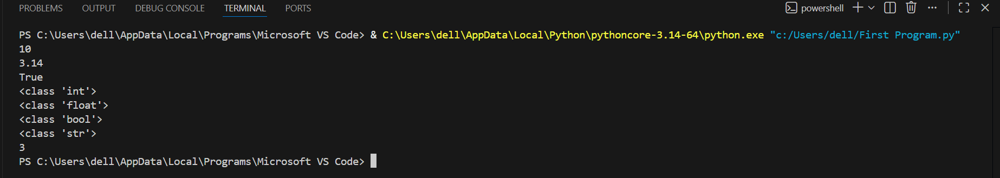 PROBLEMS OUTPUT DEBUG CONSOLE TERMINAL PORTS powershell
PS C:\Users\dell\AppData\Local\Programs\Microsoft VS Code> & C:\Users\dell\AppData\Local\Python\pythoncore-3.14-64\python.exe "c:/Users/dell/First Program.py"
10
3.14
True
<class 'int'>
<class 'float'>
<class 'bool'>
<class 'str'>
3
PS C:\Users\dell\AppData\Local\Programs\Microsoft VS Code>